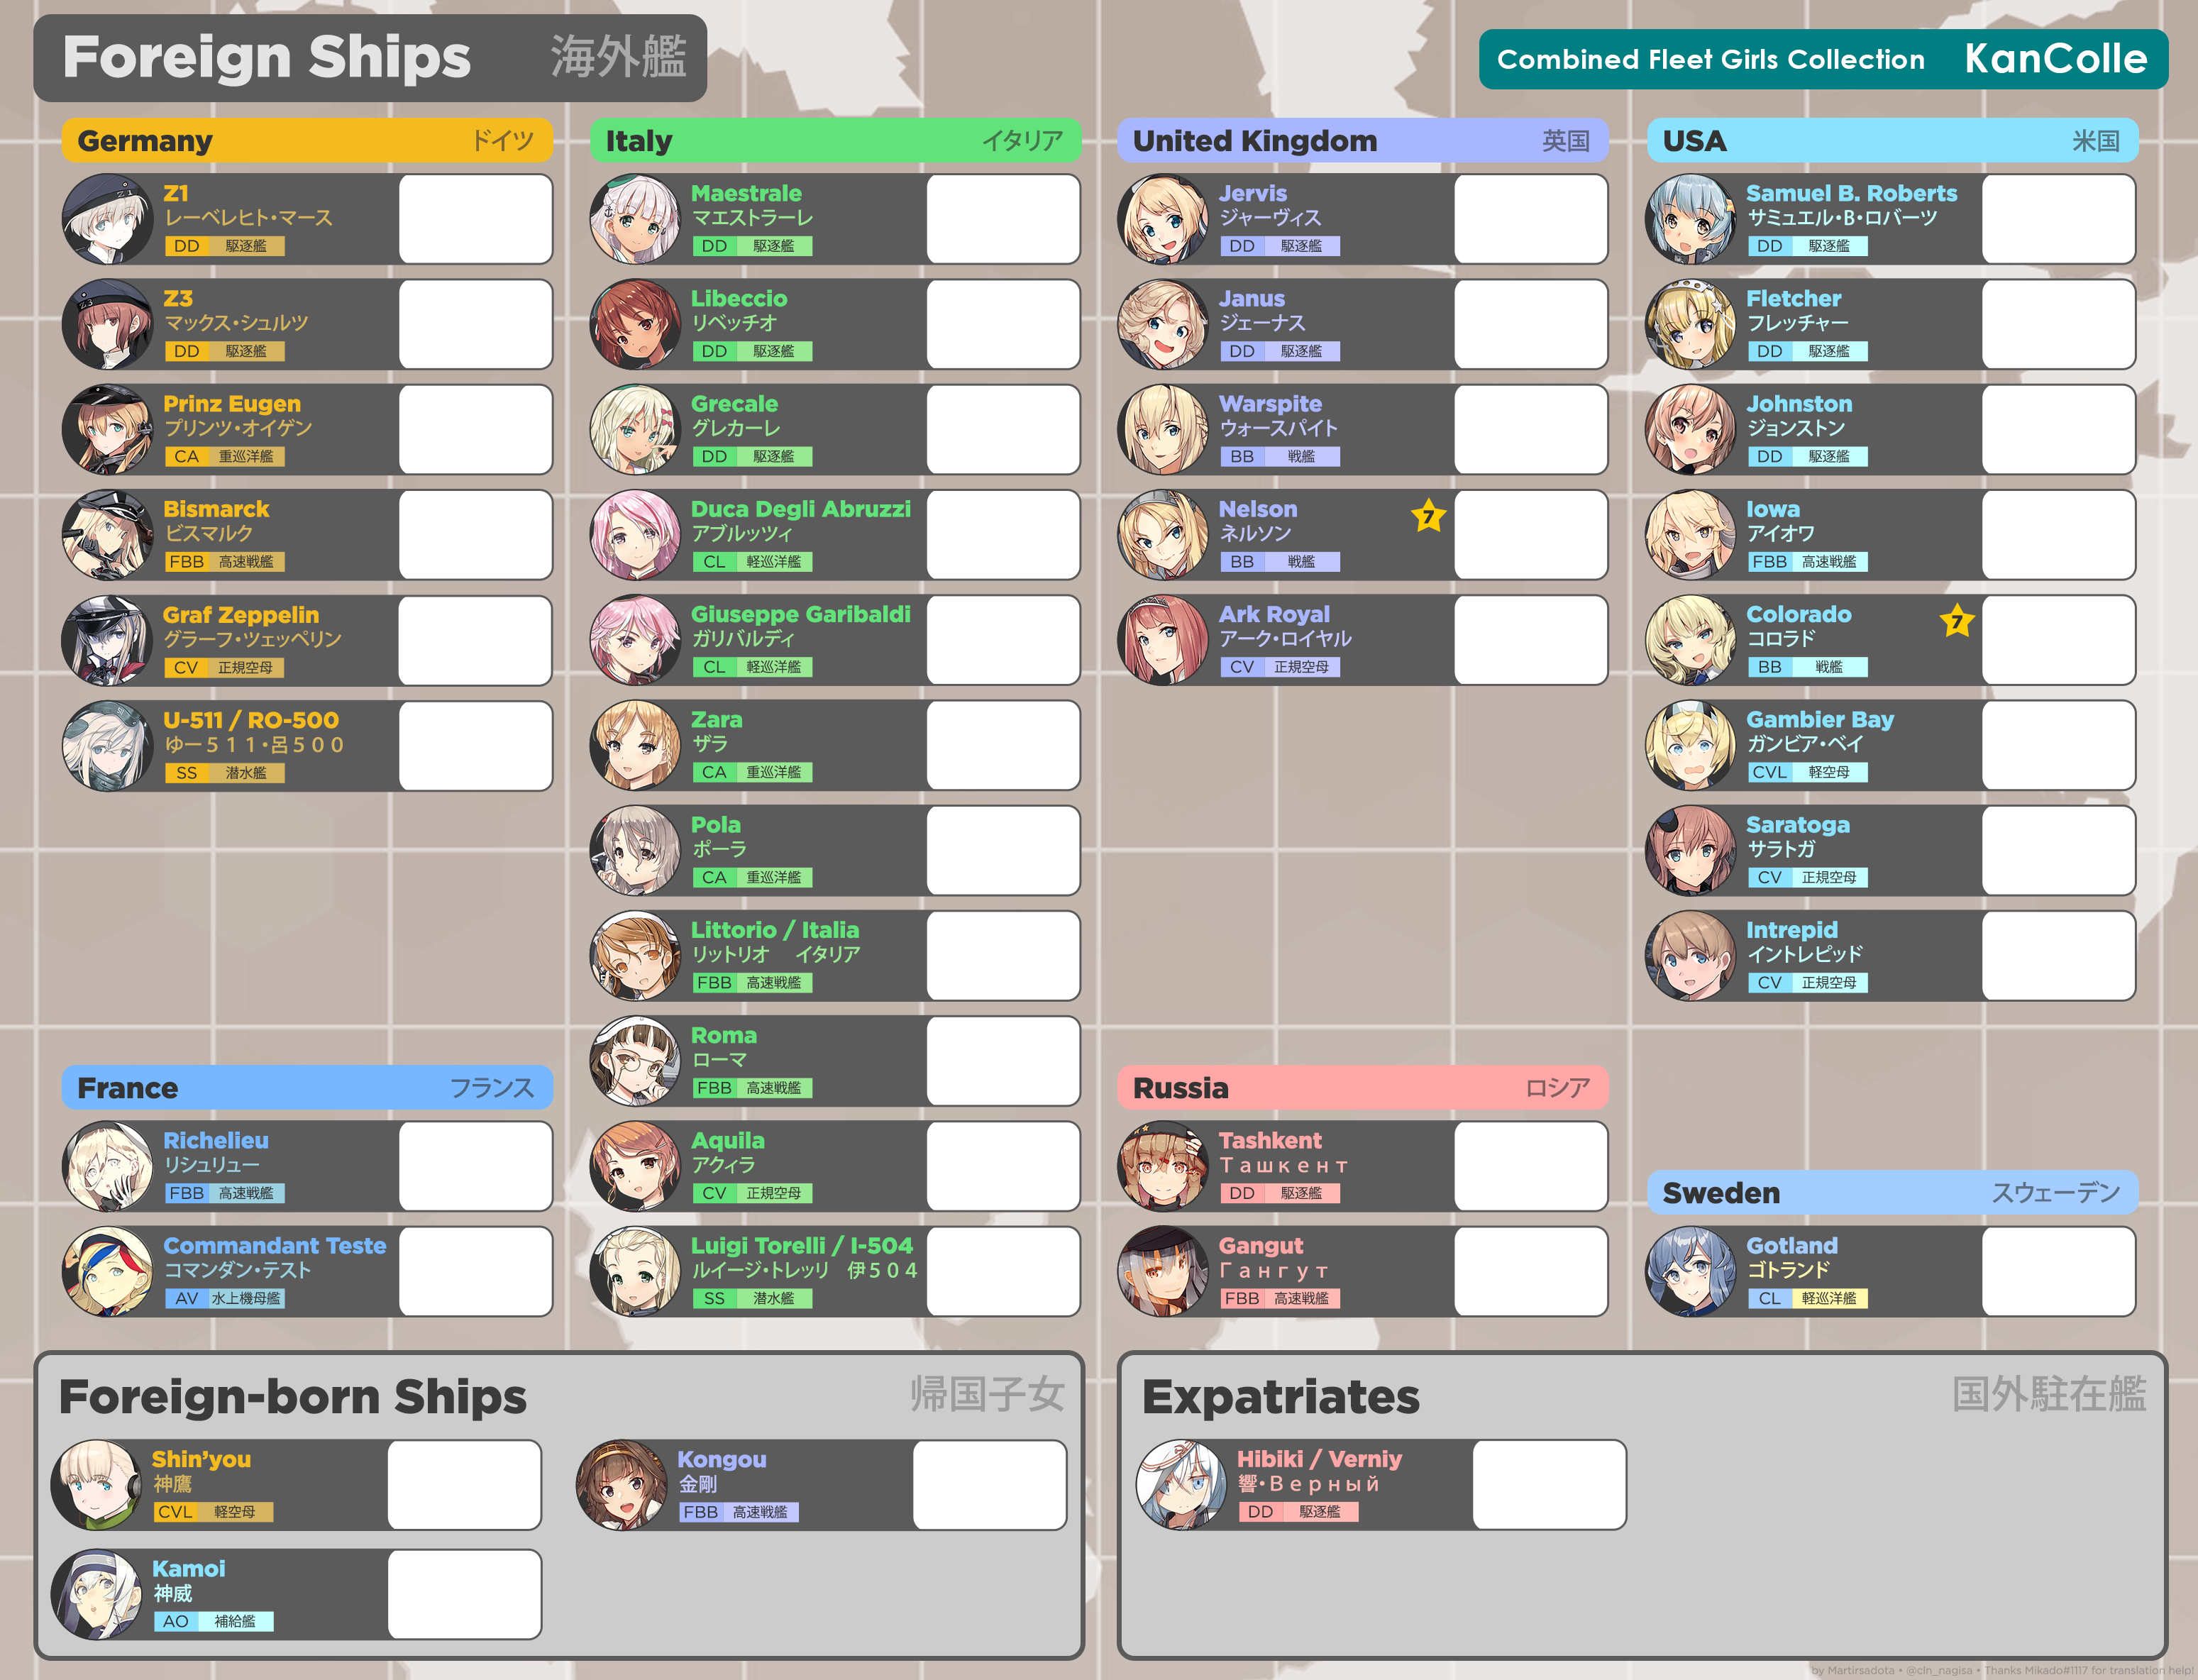 Foreign Ships 海外艦
Combined Fleet Girls Collection KanColle
Germany ドイツ
Z1
レーベレヒト・マース
DD 駆逐艦
Z3
マックス・シュルツ
DD 駆逐艦
Prinz Eugen
プリンツ・オイゲン
CA 重巡洋艦
Bismarck
ビスマルク
FBB 高速戦艦
Graf Zeppelin
グラーフ・ツェッペリン
CV 正規空母
U-511 / RO-500
ゆー５１１・呂５００
SS 潜水艦
France フランス
Richelieu
リシュリュー
FBB 高速戦艦
Commandant Teste
コマンダン・テスト
AV 水上機母艦
Italy イタリア
Maestrale
マエストラーレ
DD 駆逐艦
Libeccio
リベッチオ
DD 駆逐艦
Grecale
グレカーレ
DD 駆逐艦
Duca Degli Abruzzi
アブルッツィ
CL 軽巡洋艦
Giuseppe Garibaldi
ガリバルディ
CL 軽巡洋艦
Zara
ザラ
CA 重巡洋艦
Pola
ポーラ
CA 重巡洋艦
Littorio / Italia
リットリオ　イタリア
FBB 高速戦艦
Roma
ローマ
FBB 高速戦艦
Aquila
アクィラ
CV 正規空母
Luigi Torelli / I-504
ルイージ・トレッリ　伊５０４
SS 潜水艦
United Kingdom 英国
Jervis
ジャーヴィス
DD 駆逐艦
Janus
ジェーナス
DD 駆逐艦
Warspite
ウォースパイト
BB 戦艦
Nelson 7
ネルソン
BB 戦艦
Ark Royal
アーク・ロイヤル
CV 正規空母
Russia ロシア
Tashkent
Ташкент
DD 駆逐艦
Gangut
Гангут
FBB 高速戦艦
USA 米国
Samuel B. Roberts
サミュエル・B・ロバーツ
DD 駆逐艦
Fletcher
フレッチャー
DD 駆逐艦
Johnston
ジョンストン
DD 駆逐艦
Iowa
アイオワ
FBB 高速戦艦
Colorado 7
コロラド
BB 戦艦
Gambier Bay
ガンビア・ベイ
CVL 軽空母
Saratoga
サラトガ
CV 正規空母
Intrepid
イントレピッド
CV 正規空母
Sweden スウェーデン
Gotland
ゴトランド
CL 軽巡洋艦
Foreign-born Ships 帰国子女
Shin'you
神鷹
CVL 軽空母
Kongou
金剛
FBB 高速戦艦
Kamoi
神威
AO 補給艦
Expatriates 国外駐在艦
Hibiki / Verniy
響・Верный
DD 駆逐艦
by Martirsadota • @cln_nagisa • Thanks Mikado#1117 for translation help!